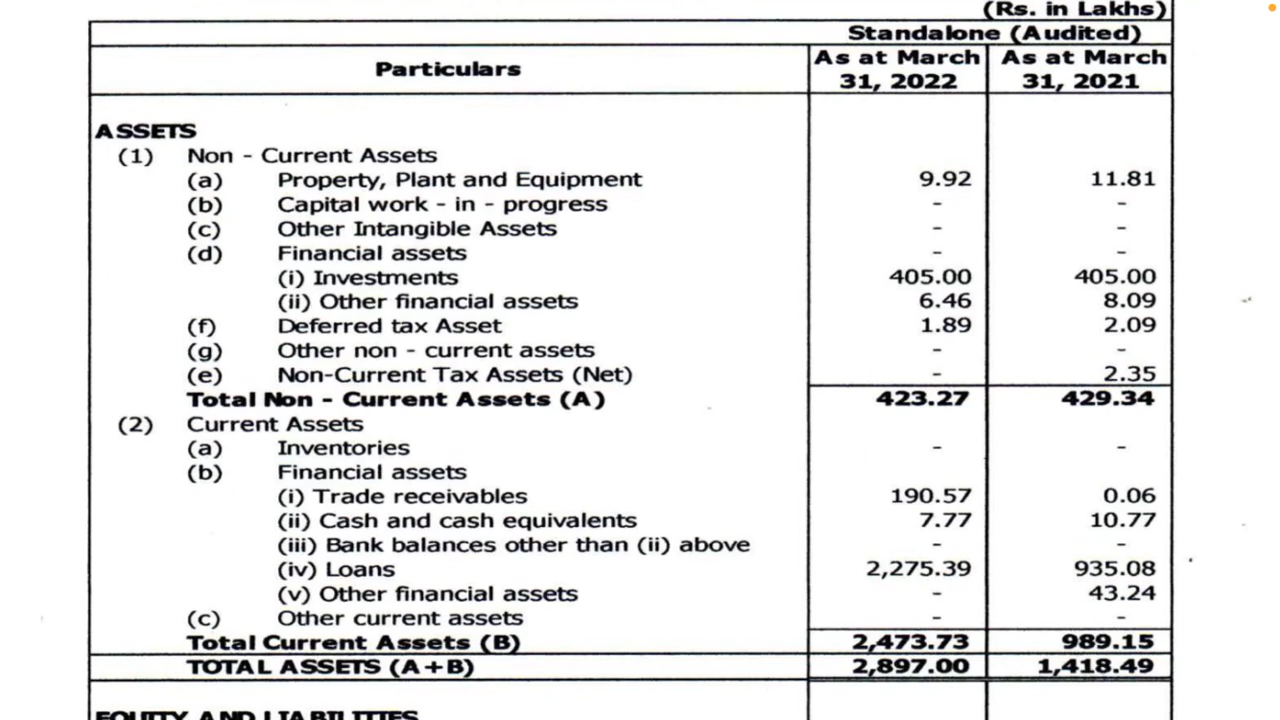 (Rs. in Lakhs)
Standalone (Audited)
Particulars As at March 31, 2022 As at March 31, 2021
ASSETS
(1) Non - Current Assets
(a) Property, Plant and Equipment 9.92 11.81
(b) Capital work - in - progress - -
(c) Other Intangible Assets - -
(d) Financial assets - -
(i) Investments 405.00 405.00
(ii) Other financial assets 6.46 8.09
(f) Deferred tax Asset 1.89 2.09
(g) Other non - current assets - -
(e) Non-Current Tax Assets (Net) - 2.35
Total Non - Current Assets (A) 423.27 429.34
(2) Current Assets
(a) Inventories - -
(b) Financial assets
(i) Trade receivables 190.57 0.06
(ii) Cash and cash equivalents 7.77 10.77
(iii) Bank balances other than (ii) above - -
(iv) Loans 2,275.39 935.08
(v) Other financial assets - 43.24
(c) Other current assets - -
Total Current Assets (B) 2,473.73 989.15
TOTAL ASSETS (A+B) 2,897.00 1,418.49
EQUITY AND LIABILITIES